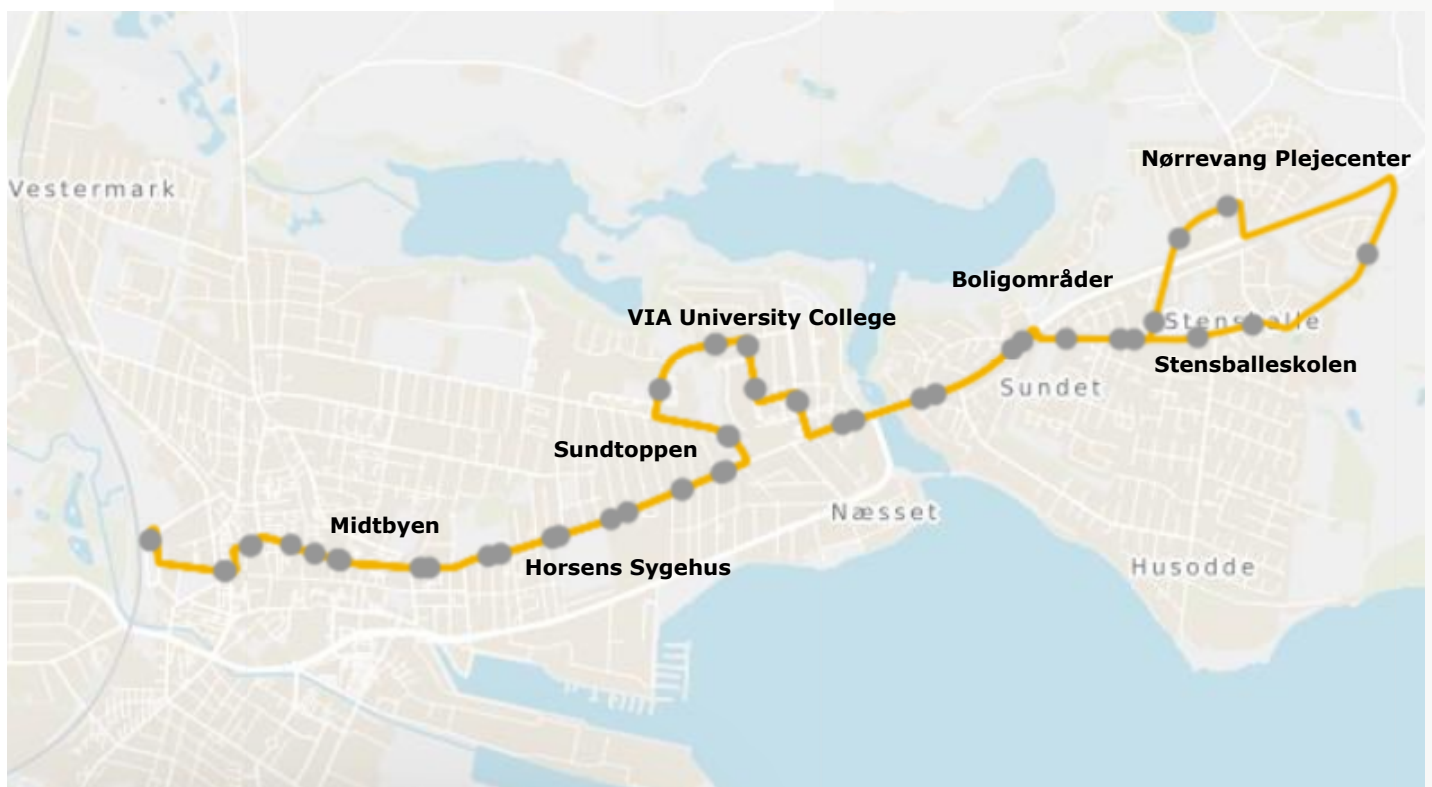 Nørrevang Plejecenter
Vestermark
Boligområder
VIA University College
Stensballe
Stensballeskolen
Sundet
Sundtoppen
Næsset
Midtbyen
Horsens Sygehus
Husodde